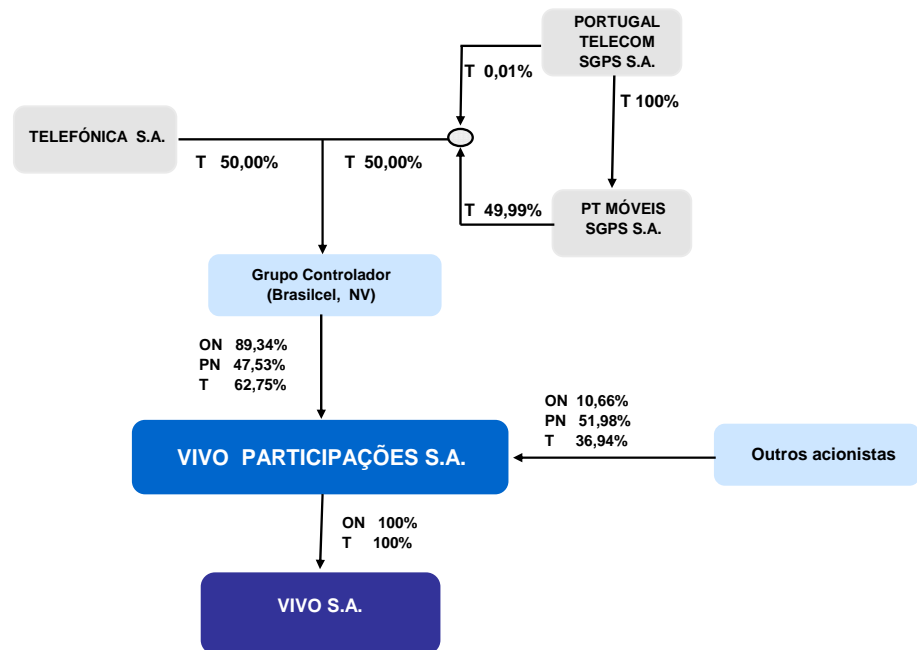 PORTUGAL
TELECOM
SGPS S.A.
T 0,01%
T 100%
TELEFÓNICA S.A.
T 50,00%
T 50,00%
T 49,99%
PT MÓVEIS
SGPS S.A.
Grupo Controlador
(Brasilcel, NV)
ON 89,34%
PN 47,53%
T 62,75%
ON 10,66%
PN 51,98%
T 36,94%
VIVO PARTICIPAÇÕES S.A.
Outros acionistas
ON 100%
T 100%
VIVO S.A.